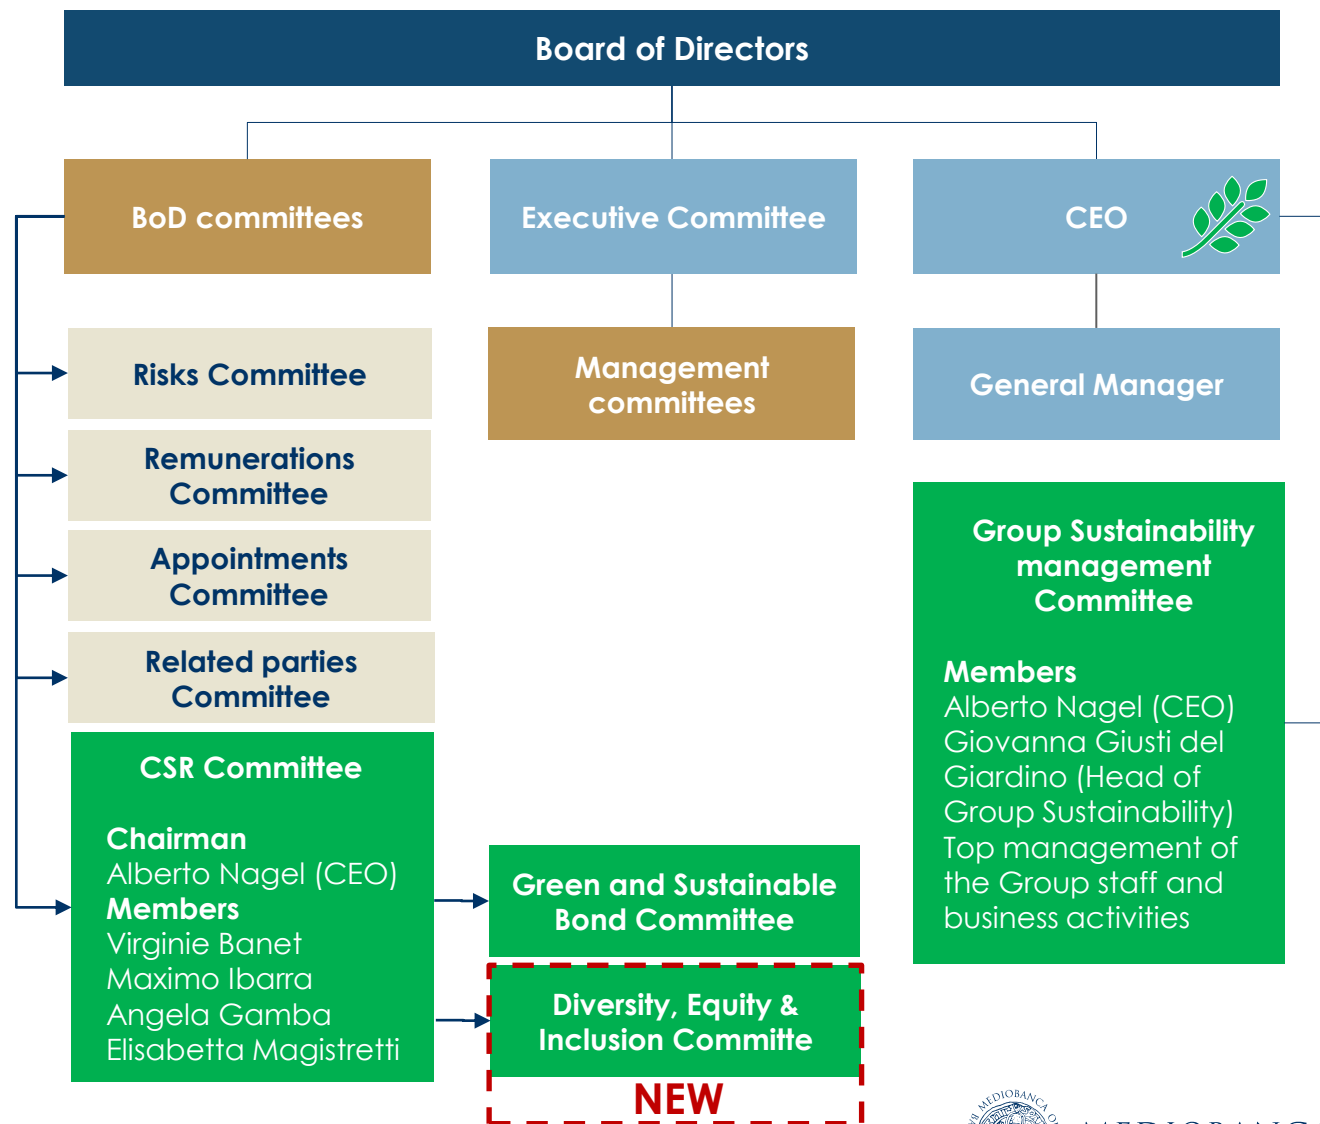 Board of Directors
BoD committees
Executive Committee
CEO
Risks Committee
Management
committees
General Manager
Remunerations
Committee
Appointments
Committee
Related parties
Committee
CSR Committee
Chairman
Alberto Nagel (CEO)
Members
Virginie Banet
Maximo Ibarra
Angela Gamba
Elisabetta Magistretti
Green and Sustainable
Bond Committee
Diversity, Equity &
Inclusion Committe
NEW
Group Sustainability
management
Committee
Members
Alberto Nagel (CEO)
Giovanna Giusti del
Giardino (Head of
Group Sustainability)
Top management of
the Group staff and
business activities
MEDIOBANCA